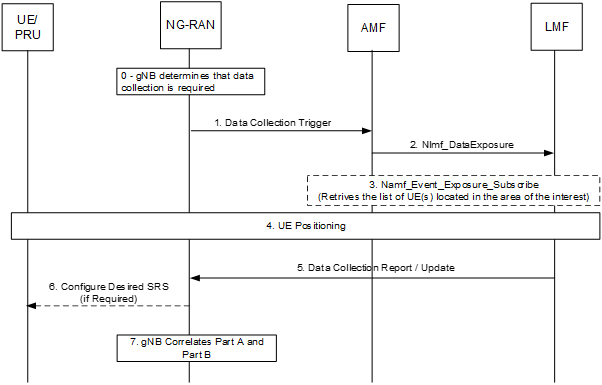 UE/
PRU
NG-RAN
AMF
LMF
0 - gNB determines that data
collection is required
1. Data Collection Trigger
2. Nlmf_DataExposure
3. Namf_Event_Exposure_Subscribe
(Retrives the list of UE(s) located in the area of the interest)
4. UE Positioning
5. Data Collection Report / Update
6. Configure Desired SRS
(if Required)
7. gNB Correlates Part A and
Part B